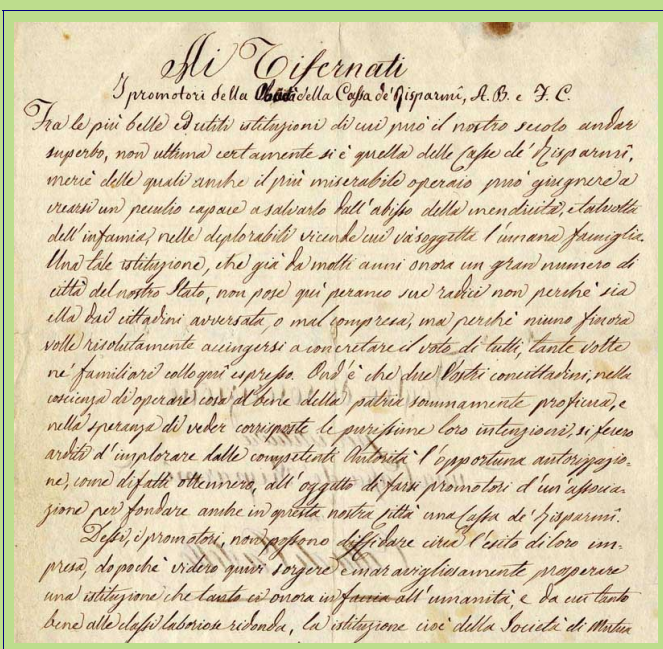 Ai Tifernati
I promotori della della Cassa de' Risparmi, A. B. e F. C.
Fra le più belle ed utili istituzioni di cui può il nostro secolo andar
superbo, non ultima certamente si è quella delle Casse de' Risparmi,
mercè delle quali anche il più miserabile operaio può giugnere a
crearsi un peculio capace a salvarlo dall'abisso della mendicità, e talvolta
dell'infamia, nelle deplorabili vicende cui va soggetta l'umana famiglia.
Una tale istituzione, che già da molti anni onora un gran numero di
città del nostro Stato, non pose quì peranco sue radici non perchè sia
ella dai cittadini avversata, o mal compresa, ma perchè niuno finora
volle risolutamente accingersi a concretare il voto di tutti, tante volte
ne' familiari colloqui espresso. Ond'è che due Vostri concittadini, nella
coscienza di operare cosa al bene della patria sommamente proficua, e
nella speranza di veder corrisposte le purissime loro intenzioni, si fecero
arditi d'implorare dalle competenti Autorità l'opportuna autorizzazio-
ne, come difatti ottennero, all'oggetto di farsi promotori d'un'associa-
zione per fondare anche in questa nostra città una Cassa de' Risparmi.
Dessi, i promotori, non possono diffidare circa l'esito di loro im-
presa, dopochè videro quivi sorgere e maravigliosamente prosperare
una istituzione che tanto ci onora in faccia all'umanità, e da cui tanto
bene alle classi laboriose ridonda, la istituzione cioè della Società di Mutuo